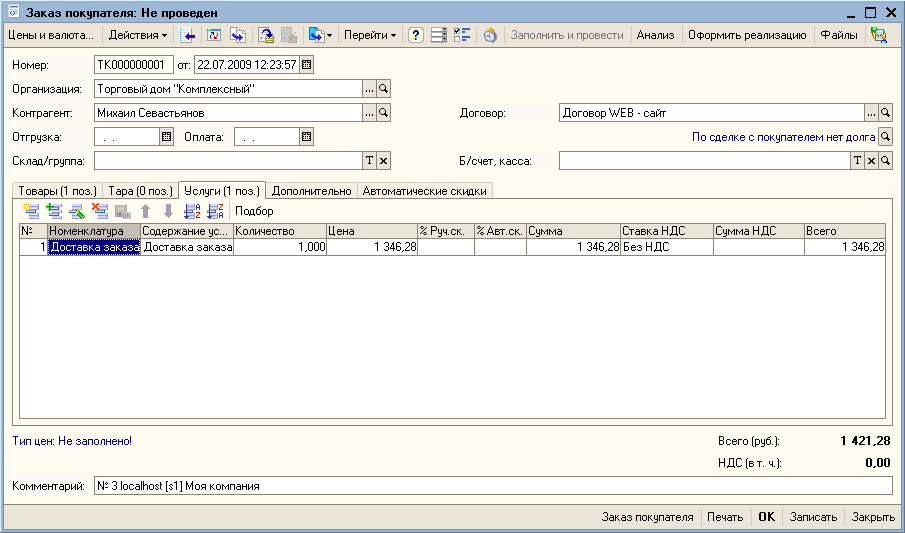 Заказ покупателя: Не проведен
Цены и валюта... Действия Перейти Заполнить и провести Анализ Оформить реализацию Файлы
Номер: ТК000000001 от: 22.07.2009 12:23:57
Организация: Торговый дом "Комплексный" ...
Контрагент: Михаил Севастьянов ... Договор: Договор WEB - сайт ...
Отгрузка: . . Оплата: . . По сделке с покупателем нет долга
Склад/группа: T × Б/счет, касса: T ×
Товары (1 поз.) Тара (0 поз.) Услуги (1 поз.) Дополнительно Автоматические скидки
Подбор
№ Номенклатура Содержание ус... Количество Цена % Руч.ск. % Авт.ск. Сумма Ставка НДС Сумма НДС Всего
1 Доставка заказа Доставка заказа 1,000 1 346,28 1 346,28 Без НДС 1 346,28
Тип цен: Не заполнено! Всего (руб.): 1 421,28
НДС (в т. ч.): 0,00
Комментарий: № 3 localhost [s1] Моя компания
Заказ покупателя Печать OK Записать Закрыть